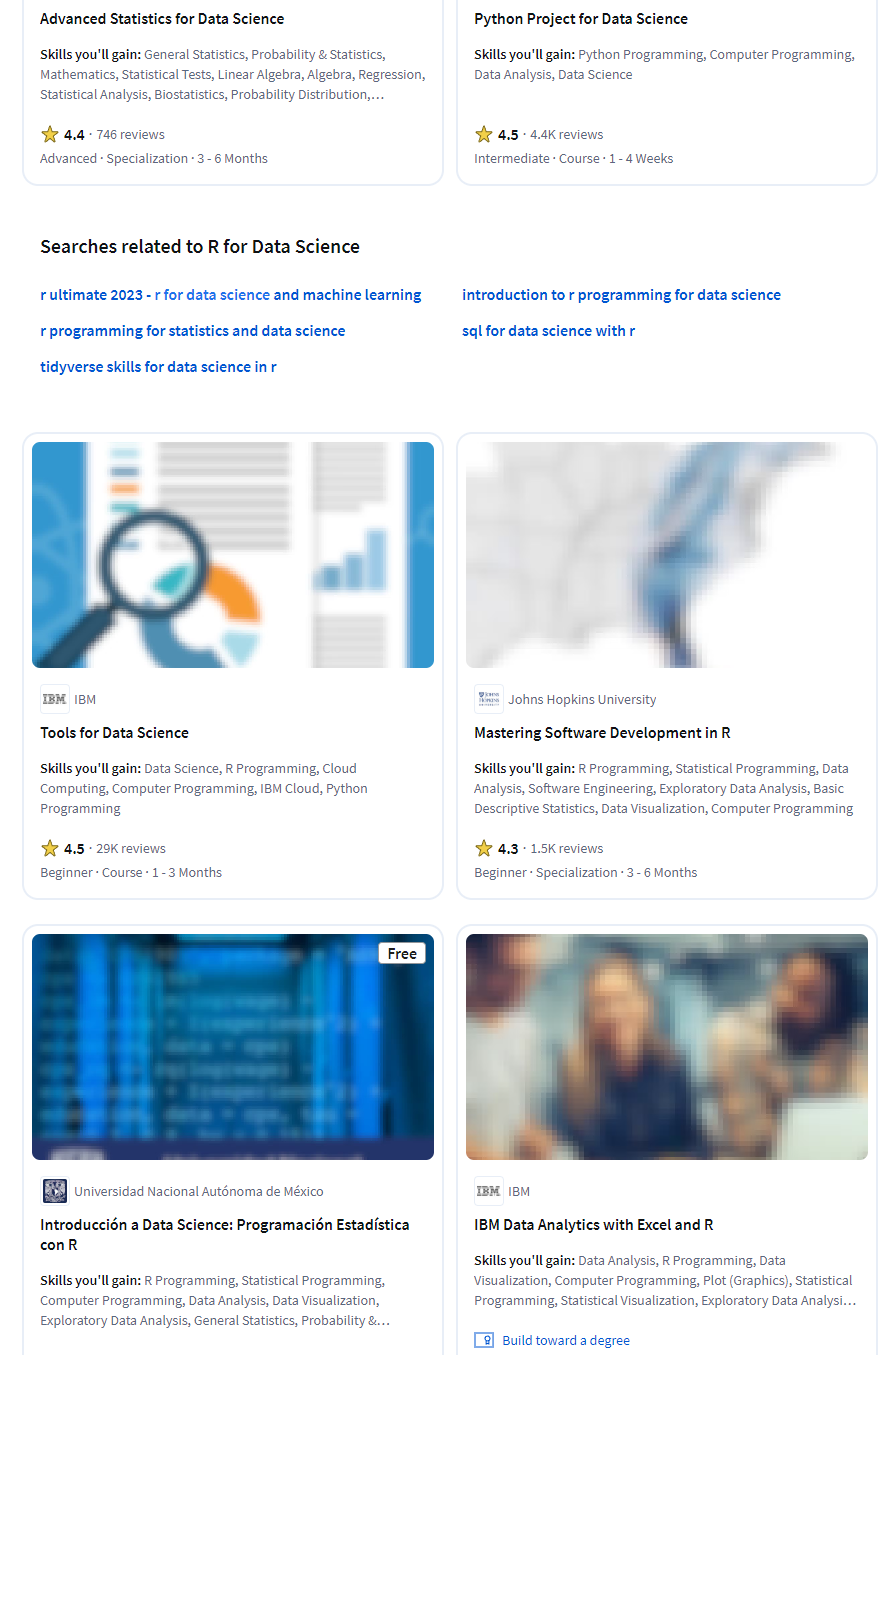 Advanced Statistics for Data Science
Skills you'll gain: General Statistics, Probability & Statistics,
Mathematics, Statistical Tests, Linear Algebra, Algebra, Regression,
Statistical Analysis, Biostatistics, Probability Distribution,...
4.4 · 746 reviews
Advanced · Specialization · 3 - 6 Months
Python Project for Data Science
Skills you'll gain: Python Programming, Computer Programming,
Data Analysis, Data Science
4.5 · 4.4K reviews
Intermediate · Course · 1 - 4 Weeks
Searches related to R for Data Science
r ultimate 2023 - r for data science and machine learning
introduction to r programming for data science
r programming for statistics and data science
sql for data science with r
tidyverse skills for data science in r
IBM
IBM
Tools for Data Science
Skills you'll gain: Data Science, R Programming, Cloud
Computing, Computer Programming, IBM Cloud, Python
Programming
4.5 · 29K reviews
Beginner · Course · 1 - 3 Months
Johns Hopkins University
Mastering Software Development in R
Skills you'll gain: R Programming, Statistical Programming, Data
Analysis, Software Engineering, Exploratory Data Analysis, Basic
Descriptive Statistics, Data Visualization, Computer Programming
4.3 · 1.5K reviews
Beginner · Specialization · 3 - 6 Months
Free
Universidad Nacional Autónoma de México
Introducción a Data Science: Programación Estadística
con R
Skills you'll gain: R Programming, Statistical Programming,
Computer Programming, Data Analysis, Data Visualization,
Exploratory Data Analysis, General Statistics, Probability &...
IBM
IBM
IBM Data Analytics with Excel and R
Skills you'll gain: Data Analysis, R Programming, Data
Visualization, Computer Programming, Plot (Graphics), Statistical
Programming, Statistical Visualization, Exploratory Data Analysi...
Build toward a degree